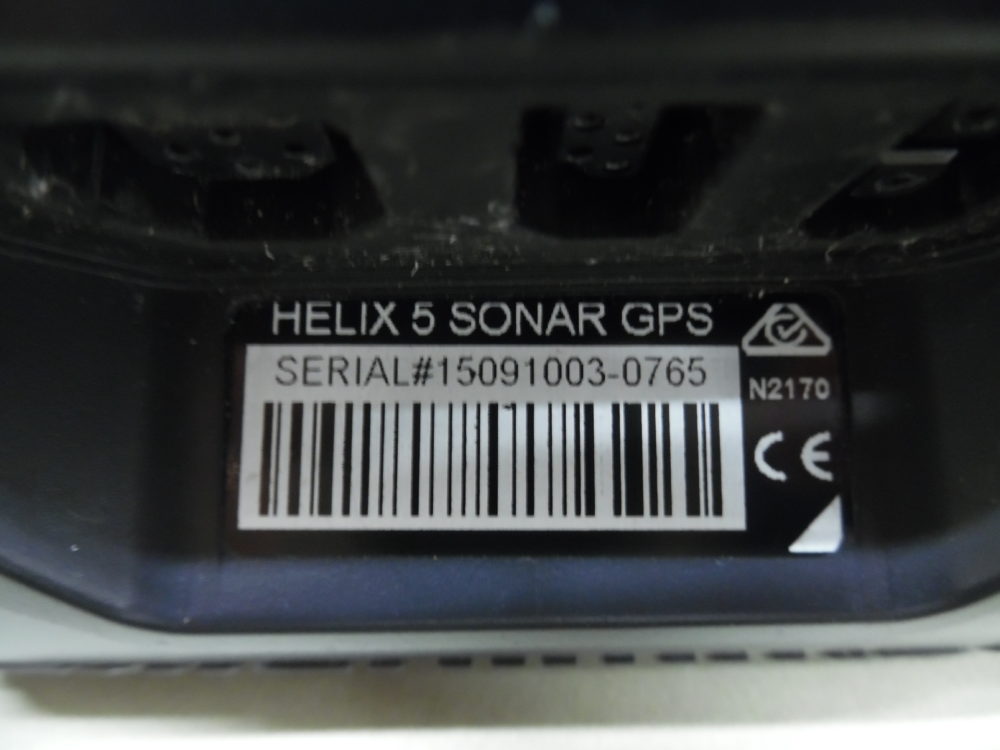 HELIX 5 SONAR GPS
SERIAL#15091003-0765
N2170
CE